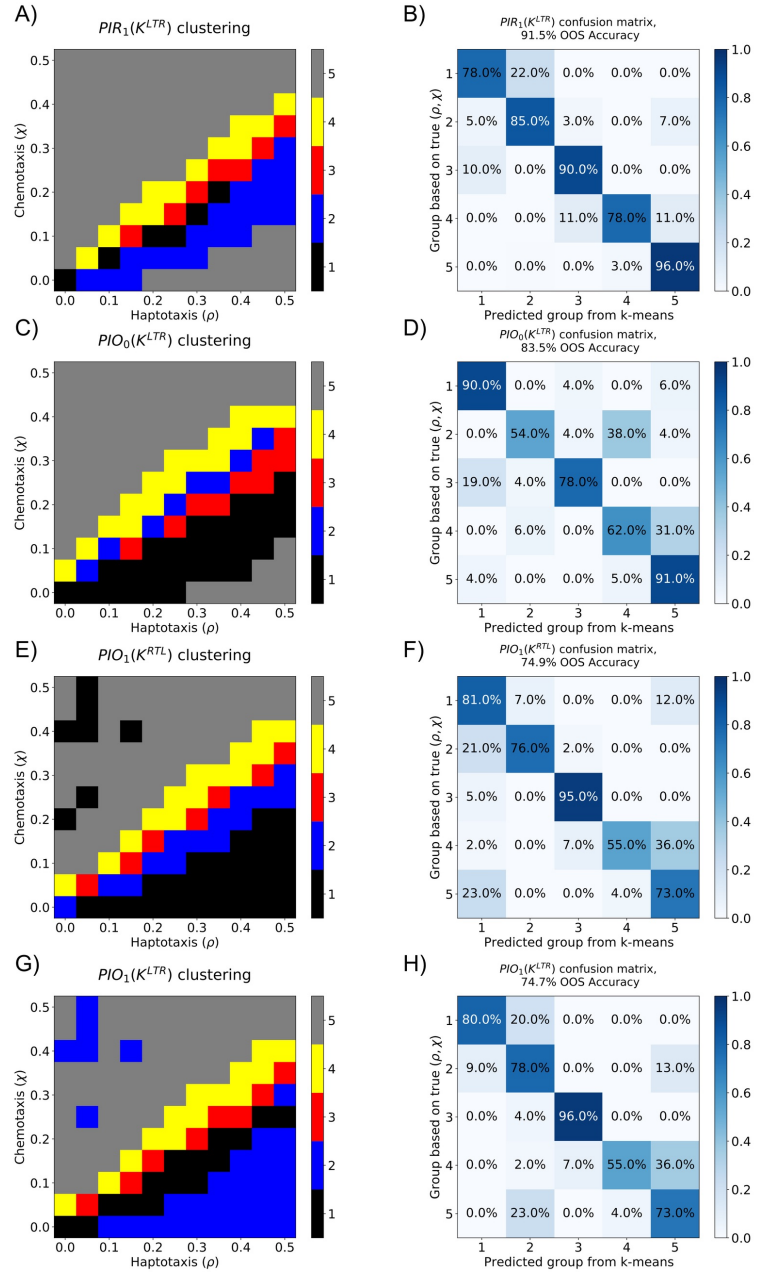 A)
PIR₁(K^LTR) clustering
Chemotaxis (χ)
0.5
0.4
0.3
0.2
0.1
0.0
0.0 0.1 0.2 0.3 0.4 0.5
Haptotaxis (ρ)
5
4
3
2
1
B)
PIR₁(K^LTR) confusion matrix,
91.5% OOS Accuracy
Group based on true (ρ, χ)
1 78.0% 22.0% 0.0% 0.0% 0.0%
2 5.0% 85.0% 3.0% 0.0% 7.0%
3 10.0% 0.0% 90.0% 0.0% 0.0%
4 0.0% 0.0% 11.0% 78.0% 11.0%
5 0.0% 0.0% 0.0% 3.0% 96.0%
1 2 3 4 5
Predicted group from k-means
1.0
0.8
0.6
0.4
0.2
0.0
C)
PIO₀(K^LTR) clustering
Chemotaxis (χ)
0.5
0.4
0.3
0.2
0.1
0.0
0.0 0.1 0.2 0.3 0.4 0.5
Haptotaxis (ρ)
5
4
3
2
1
D)
PIO₀(K^LTR) confusion matrix,
83.5% OOS Accuracy
Group based on true (ρ, χ)
1 90.0% 0.0% 4.0% 0.0% 6.0%
2 0.0% 54.0% 4.0% 38.0% 4.0%
3 19.0% 4.0% 78.0% 0.0% 0.0%
4 0.0% 6.0% 0.0% 62.0% 31.0%
5 4.0% 0.0% 0.0% 5.0% 91.0%
1 2 3 4 5
Predicted group from k-means
1.0
0.8
0.6
0.4
0.2
0.0
E)
PIO₁(K^RTL) clustering
Chemotaxis (χ)
0.5
0.4
0.3
0.2
0.1
0.0
0.0 0.1 0.2 0.3 0.4 0.5
Haptotaxis (ρ)
5
4
3
2
1
F)
PIO₁(K^RTL) confusion matrix,
74.9% OOS Accuracy
Group based on true (ρ, χ)
1 81.0% 7.0% 0.0% 0.0% 12.0%
2 21.0% 76.0% 2.0% 0.0% 0.0%
3 5.0% 0.0% 95.0% 0.0% 0.0%
4 2.0% 0.0% 7.0% 55.0% 36.0%
5 23.0% 0.0% 0.0% 4.0% 73.0%
1 2 3 4 5
Predicted group from k-means
1.0
0.8
0.6
0.4
0.2
0.0
G)
PIO₁(K^LTR) clustering
Chemotaxis (χ)
0.5
0.4
0.3
0.2
0.1
0.0
0.0 0.1 0.2 0.3 0.4 0.5
Haptotaxis (ρ)
5
4
3
2
1
H)
PIO₁(K^LTR) confusion matrix,
74.7% OOS Accuracy
Group based on true (ρ, χ)
1 80.0% 20.0% 0.0% 0.0% 0.0%
2 9.0% 78.0% 0.0% 0.0% 13.0%
3 0.0% 4.0% 96.0% 0.0% 0.0%
4 0.0% 2.0% 7.0% 55.0% 36.0%
5 0.0% 23.0% 0.0% 4.0% 73.0%
1 2 3 4 5
Predicted group from k-means
1.0
0.8
0.6
0.4
0.2
0.0